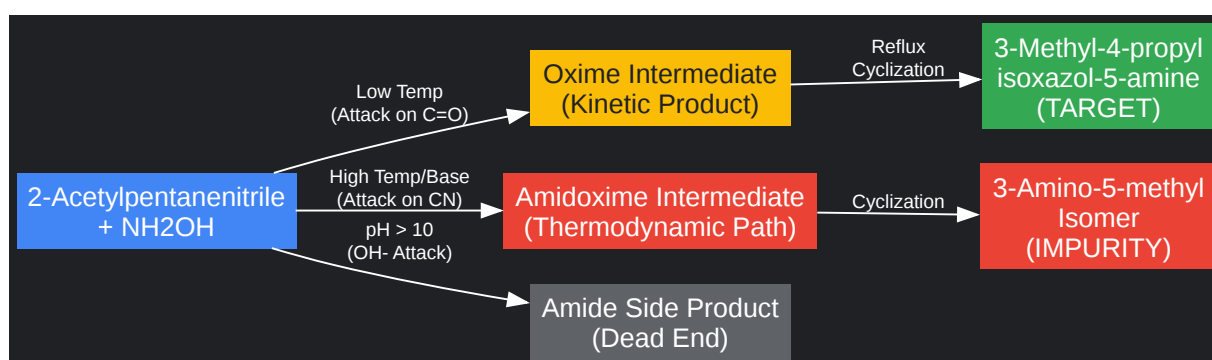 2-Acetylpentanenitrile
+ NH2OH
Low Temp
(Attack on C=O)
Oxime Intermediate
(Kinetic Product)
Reflux
Cyclization
3-Methyl-4-propyl
isoxazol-5-amine
(TARGET)
High Temp/Base
(Attack on CN)
Amidoxime Intermediate
(Thermodynamic Path)
Cyclization
3-Amino-5-methyl
Isomer
(IMPURITY)
pH > 10
(OH- Attack)
Amide Side Product
(Dead End)